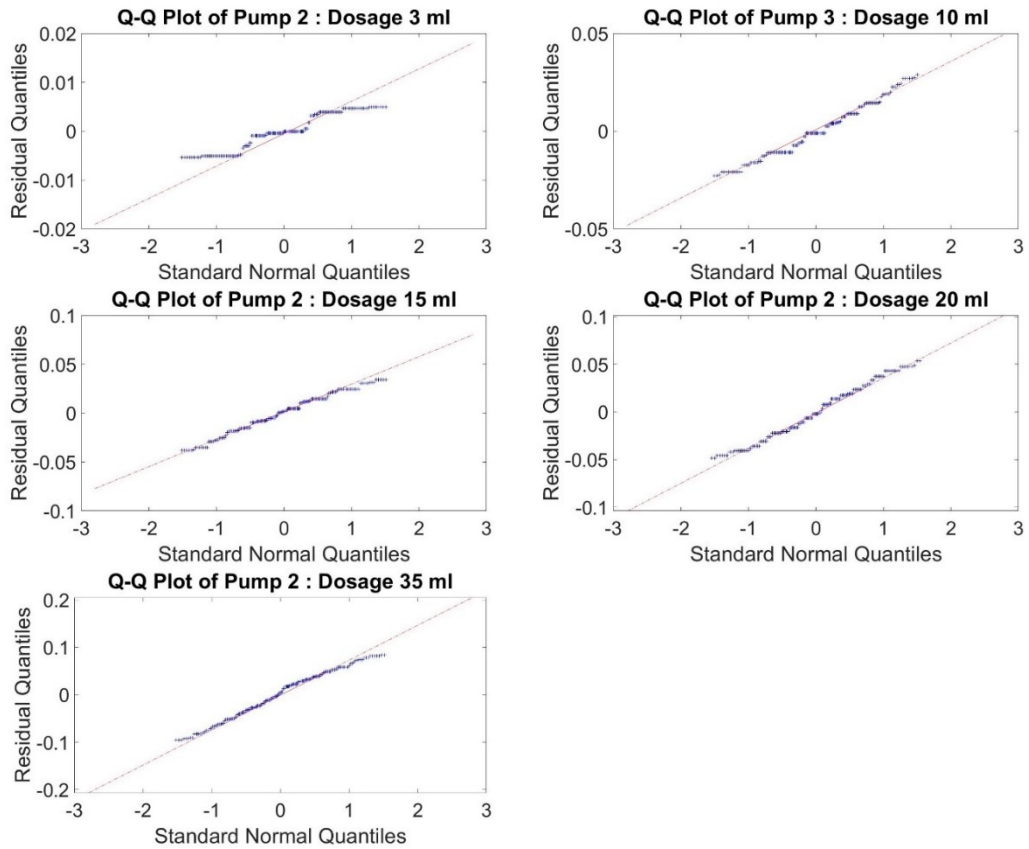 Q-Q Plot of Pump 2 : Dosage 3 ml
0.02
0.01
0
-0.01
-0.02
-3 -2 -1 0 1 2 3
Residual Quantiles
Standard Normal Quantiles
Q-Q Plot of Pump 3 : Dosage 10 ml
0.05
0
-0.05
-3 -2 -1 0 1 2 3
Residual Quantiles
Standard Normal Quantiles
Q-Q Plot of Pump 2 : Dosage 15 ml
0.1
0.05
0
-0.05
-0.1
-3 -2 -1 0 1 2 3
Residual Quantiles
Standard Normal Quantiles
Q-Q Plot of Pump 2 : Dosage 20 ml
0.1
0.05
0
-0.05
-0.1
-3 -2 -1 0 1 2 3
Residual Quantiles
Standard Normal Quantiles
Q-Q Plot of Pump 2 : Dosage 35 ml
0.2
0.1
0
-0.1
-0.2
-3 -2 -1 0 1 2 3
Residual Quantiles
Standard Normal Quantiles